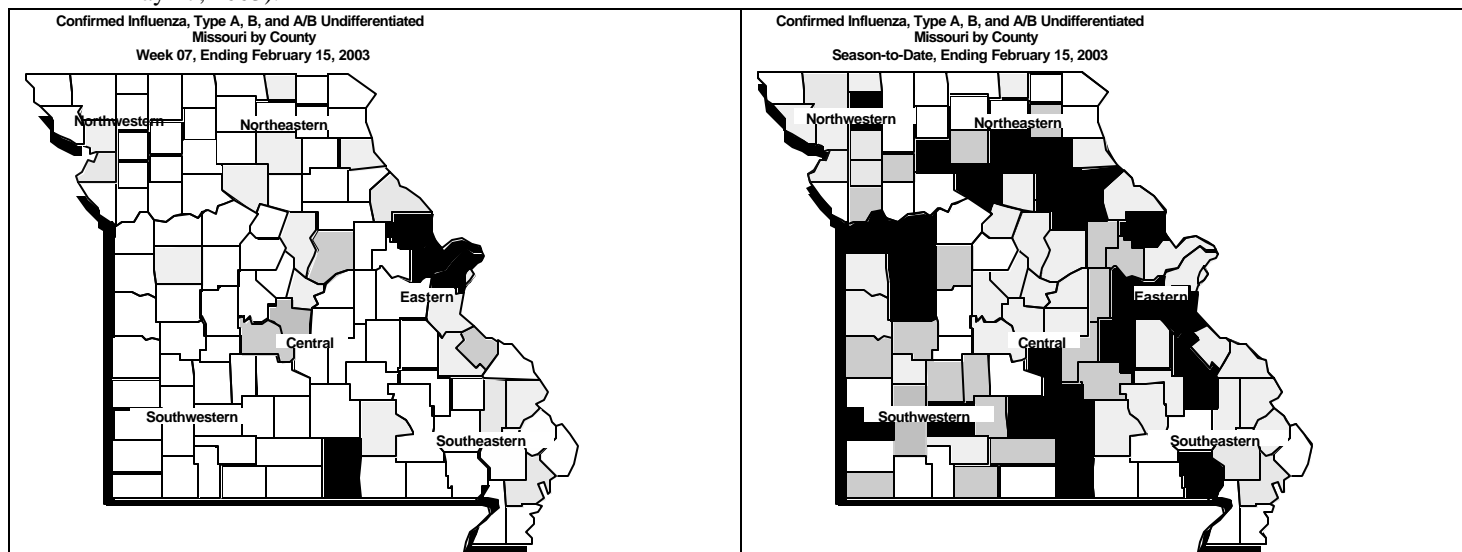 Confirmed Influenza, Type A, B, and A/B Undifferentiated
Missouri by County
Week 07, Ending February 15, 2003
Northwestern
Northeastern
Eastern
Central
Southwestern
Southeastern
Confirmed Influenza, Type A, B, and A/B Undifferentiated
Missouri by County
Season-to-Date, Ending February 15, 2003
Northwestern
Northeastern
Eastern
Central
Southwestern
Southeastern